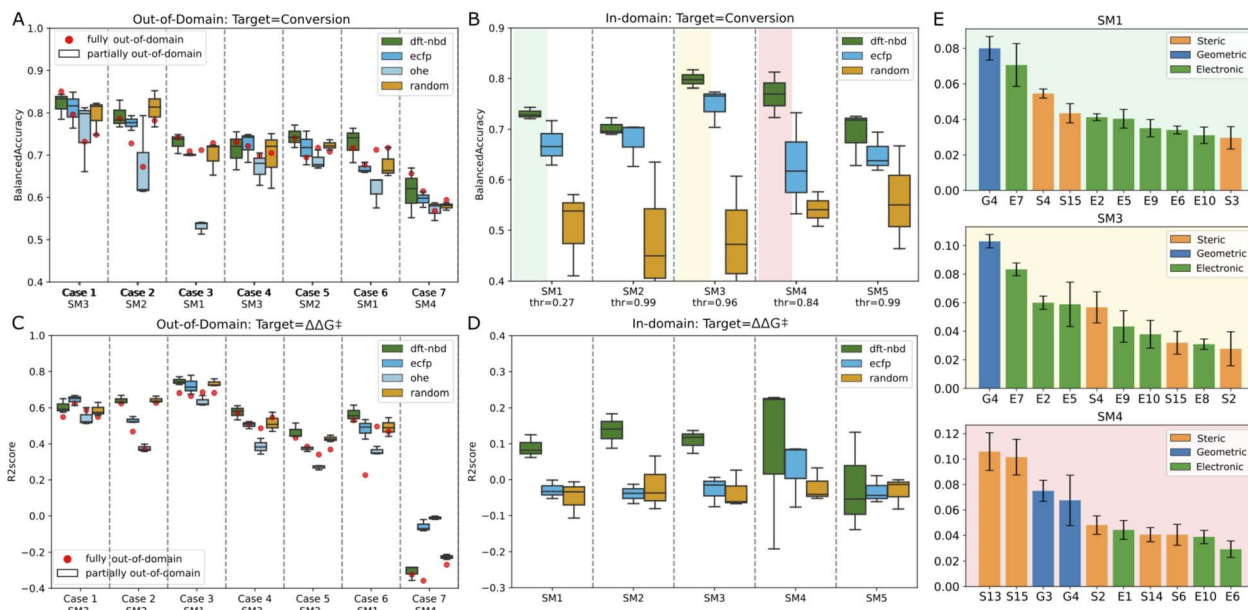 A
Out-of-Domain: Target=Conversion
fully out-of-domain
partially out-of-domain
dft-nbd
ecfp
ohe
random
BalancedAccuracy
1.0
0.9
0.8
0.7
0.6
0.5
0.4
Case 1
SM3
Case 2
SM2
Case 3
SM1
Case 4
SM3
Case 5
SM2
Case 6
SM1
Case 7
SM4
B
In-domain: Target=Conversion
dft-nbd
ecfp
random
BalancedAccuracy
0.9
0.8
0.7
0.6
0.5
0.4
SM1
thr=0.27
SM2
thr=0.99
SM3
thr=0.96
SM4
thr=0.84
SM5
thr=0.99
C
Out-of-Domain: Target=ΔΔG‡
dft-nbd
ecfp
ohe
random
fully out-of-domain
partially out-of-domain
R2score
1.0
0.8
0.6
0.4
0.2
0.0
−0.2
−0.4
Case 1
SM3
Case 2
SM2
Case 3
SM1
Case 4
SM3
Case 5
SM2
Case 6
SM1
Case 7
SM4
D
In-domain: Target=ΔΔG‡
dft-nbd
ecfp
random
R2score
0.4
0.3
0.2
0.1
0.0
−0.1
−0.2
−0.3
SM1
SM2
SM3
SM4
SM5
E
SM1
Steric
Geometric
Electronic
0.08
0.06
0.04
0.02
0.00
G4 E7 S4 S15 E2 E5 E9 E6 E10 S3
SM3
Steric
Geometric
Electronic
0.10
0.08
0.06
0.04
0.02
0.00
G4 E7 E2 E5 S4 E9 E10 S15 E8 S2
SM4
Steric
Geometric
Electronic
0.12
0.10
0.08
0.06
0.04
0.02
0.00
S13 S15 G3 G4 S2 E1 S14 S6 E10 E6